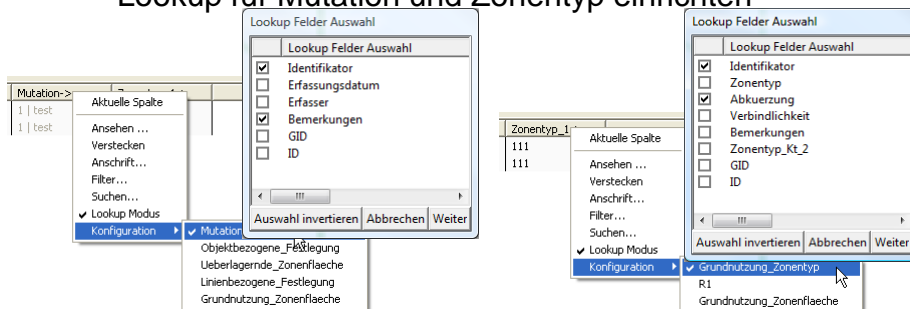 Lookup für Mutation und Zonentyp einrichten
Lookup Felder Auswahl
Lookup Felder Auswahl
Identifikator
Erfassungsdatum
Erfasser
Bemerkungen
GID
ID
Auswahl invertieren Abbrechen Weiter
Mutation->
1 | test
1 | test
Aktuelle Spalte
Ansehen ...
Verstecken
Anschrift...
Filter...
Suchen...
Lookup Modus
Konfiguration
Objektbezogene_Festlegung
Ueberlagernde_Zonenflaeche
Linienbezogene_Festlegung
Grundnutzung_Zonenflaeche
Lookup Felder Auswahl
Lookup Felder Auswahl
Identifikator
Zonentyp
Abkuerzung
Verbindlichkeit
Bemerkungen
Zonentyp_Kt_2
GID
ID
Auswahl invertieren Abbrechen Weiter
Zonentyp_1
111
111
Aktuelle Spalte
Ansehen ...
Verstecken
Anschrift...
Filter...
Suchen...
Lookup Modus
Konfiguration
Grundnutzung_Zonentyp
R1
Grundnutzung_Zonenflaeche